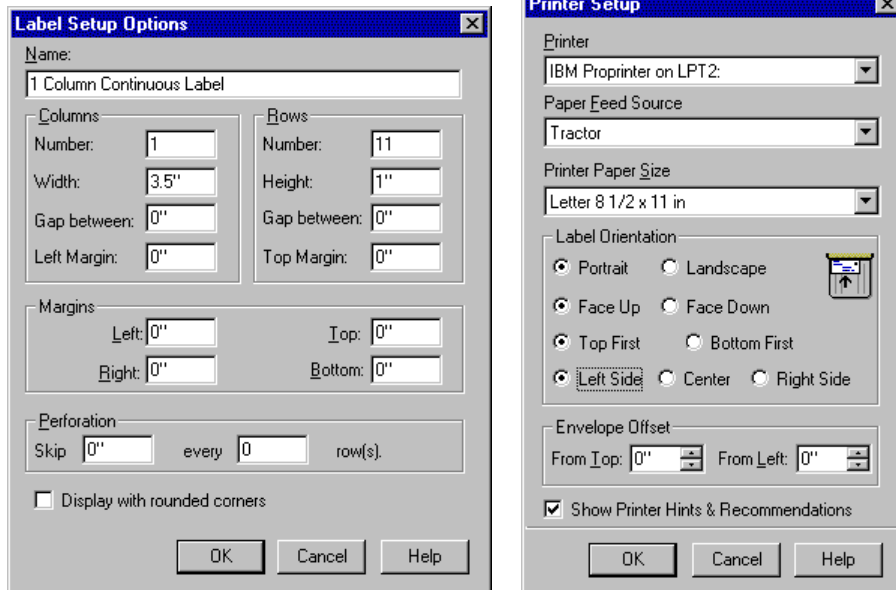 Label Setup Options
Name:
1 Column Continuous Label
Columns
Number: 1
Width: 3.5"
Gap between: 0"
Left Margin: 0"
Rows
Number: 11
Height: 1"
Gap between: 0"
Top Margin: 0"
Margins
Left: 0" Top: 0"
Right: 0" Bottom: 0"
Perforation
Skip 0" every 0 row(s).
Display with rounded corners
OK Cancel Help
Printer Setup
Printer
IBM Proprinter on LPT2:
Paper Feed Source
Tractor
Printer Paper Size
Letter 8 1/2 x 11 in
Label Orientation
Portrait Landscape
Face Up Face Down
Top First Bottom First
Left Side Center Right Side
Envelope Offset
From Top: 0" From Left: 0"
Show Printer Hints & Recommendations
OK Cancel Help